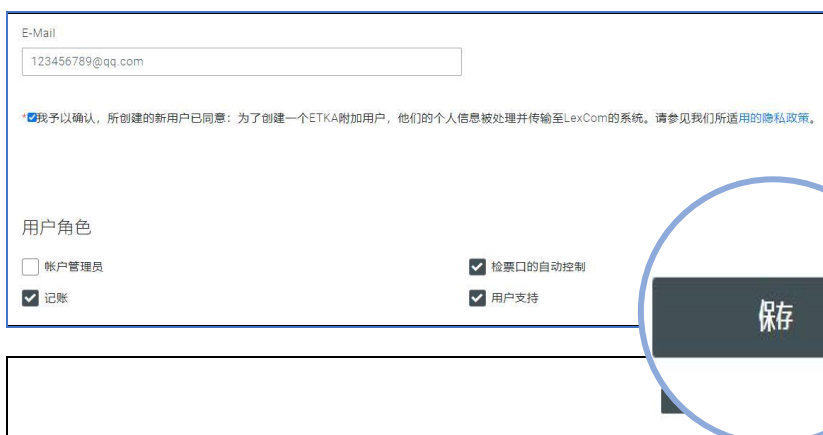 E-Mail
123456789@qq.com
*我予以确认，所创建的新用户已同意：为了创建一个ETKA附加用户，他们的个人信息被处理并传输至LexCom的系统。请参见我们所适用的隐私政策。
用户角色
帐户管理员
检票口的自动控制
记账
用户支持
保存